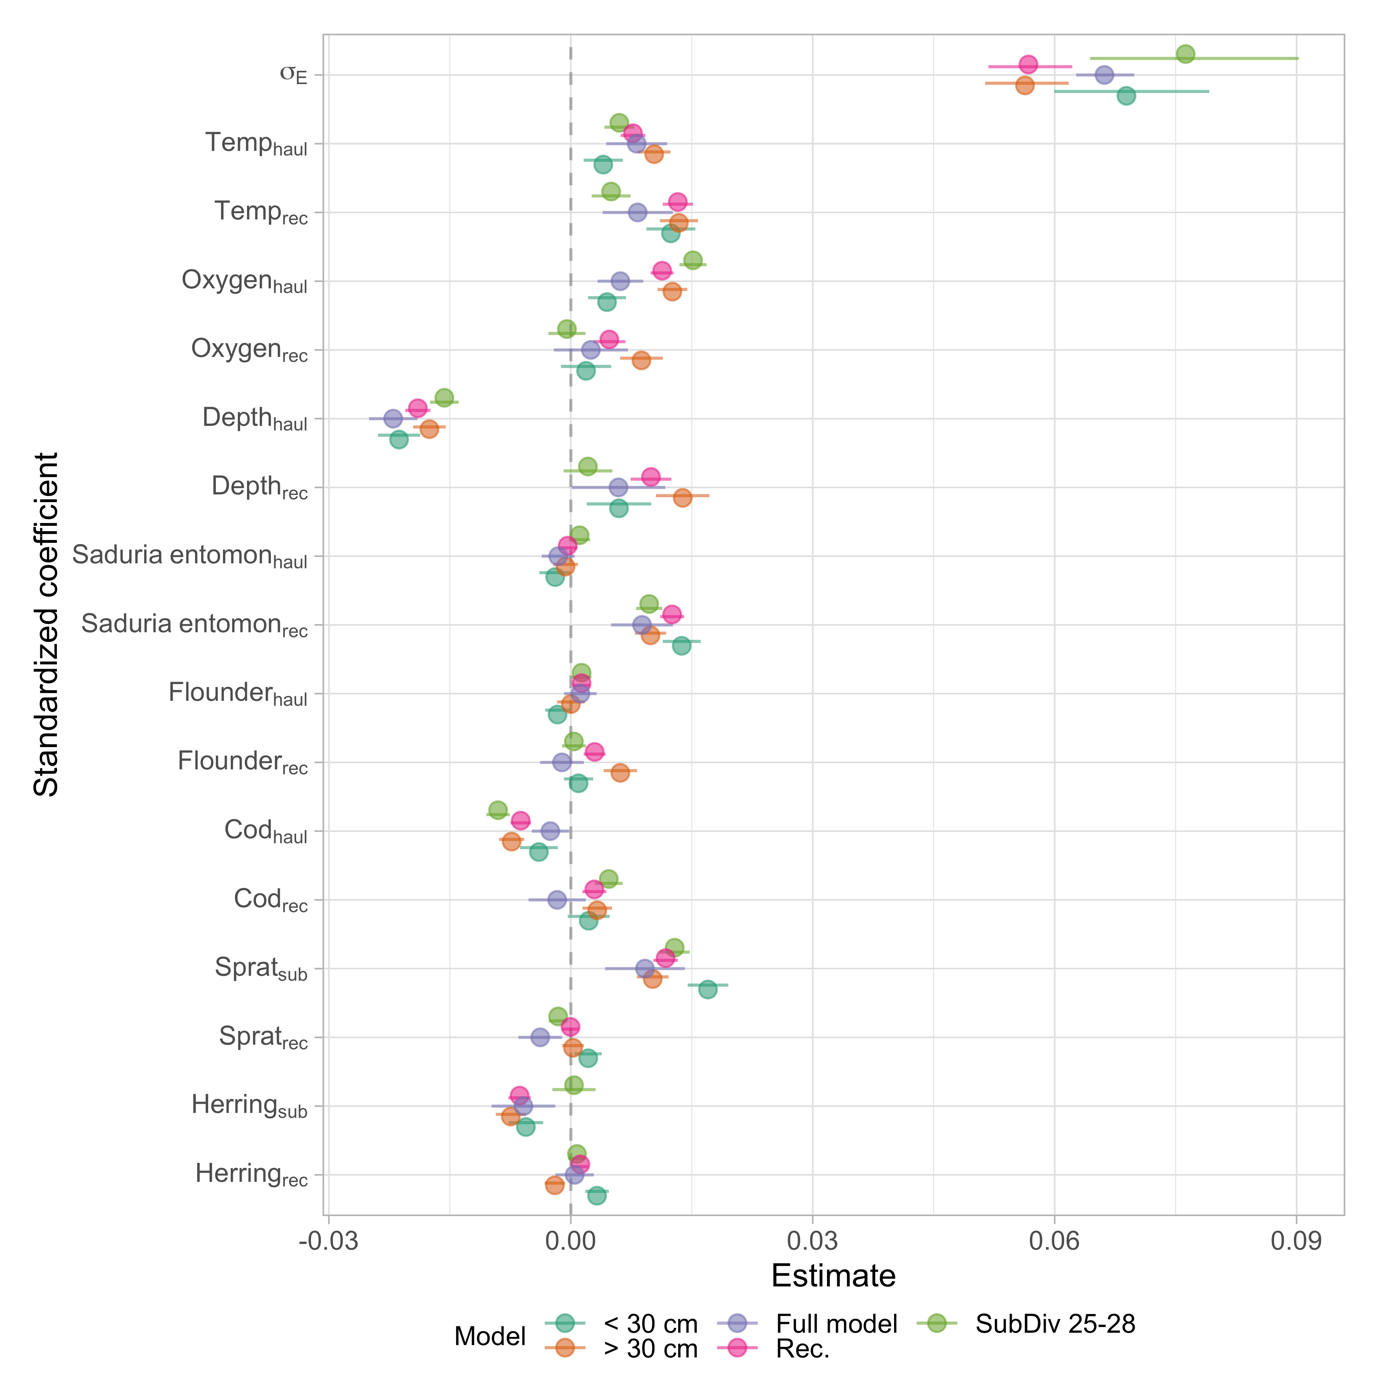 σE
Temphaul
Temprec
Oxygenhaul
Oxygenrec
Depthhaul
Depthrec
Saduria entomonhaul
Saduria entomonrec
Flounderhaul
Flounderrec
Codhaul
Codrec
Spratsub
Spratrec
Herringsub
Herringrec
Standardized coefficient
-0.03 0.00 0.03 0.06 0.09
Estimate
Model
< 30 cm Full model SubDiv 25-28
> 30 cm Rec.